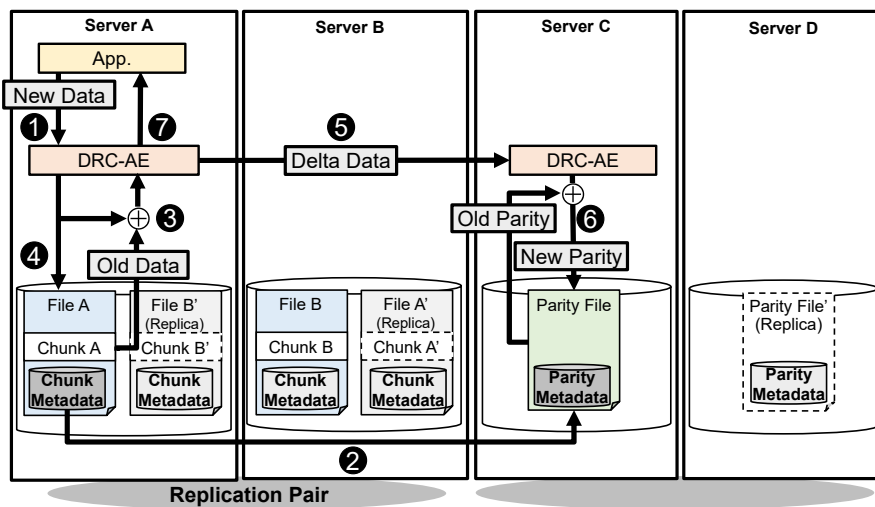 Server A
Server B
Server C
Server D
App.
New Data
1
7
5
DRC-AE
Delta Data
DRC-AE
3
Old Parity
6
4
Old Data
New Parity
File A
File B'
(Replica)
File B
File A'
(Replica)
Parity File
Parity File'
(Replica)
Chunk A
Chunk B'
Chunk B
Chunk A'
Chunk
Metadata
Chunk
Metadata
Chunk
Metadata
Chunk
Metadata
Parity
Metadata
Parity
Metadata
2
Replication Pair